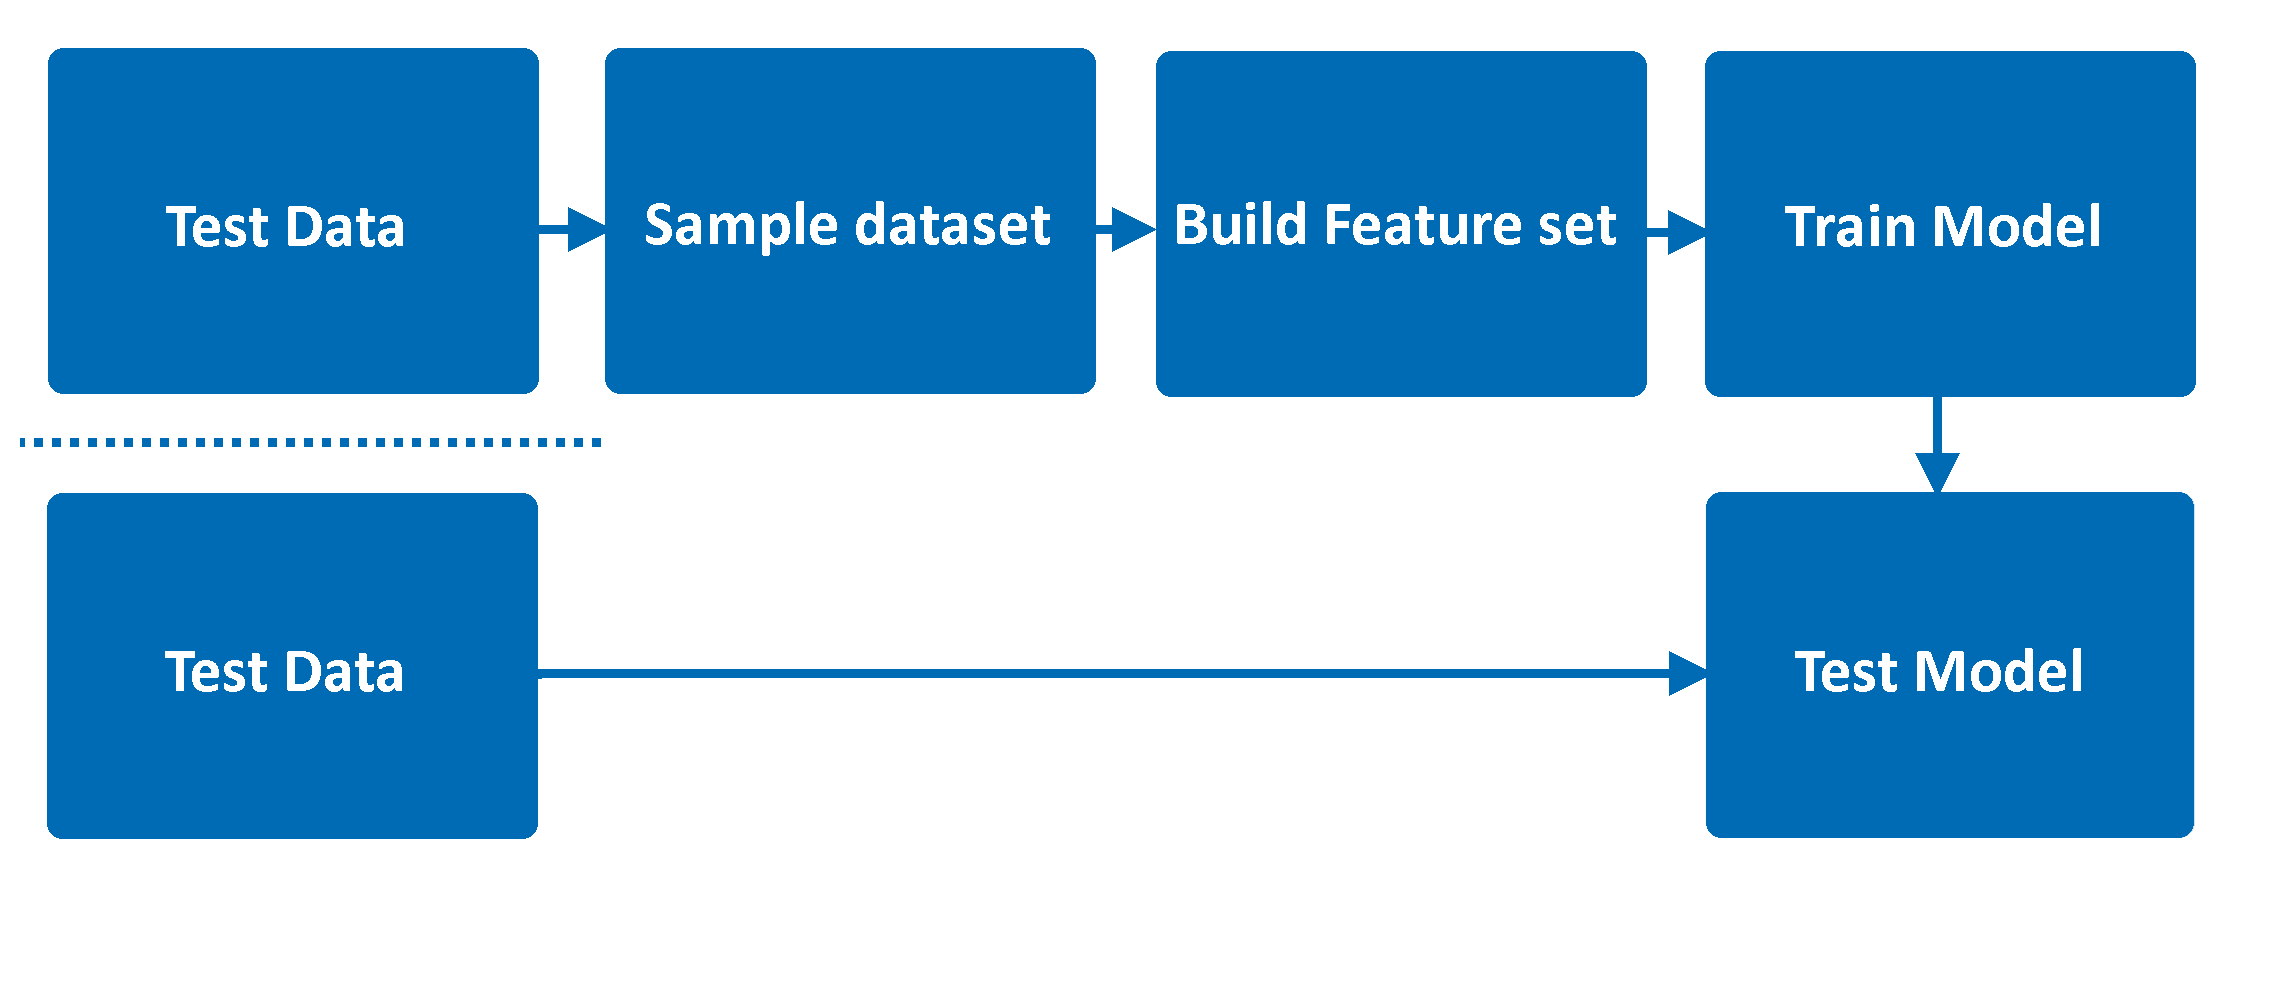 Test Data
Sample dataset
Build Feature set
Train Model
Test Data
Test Model